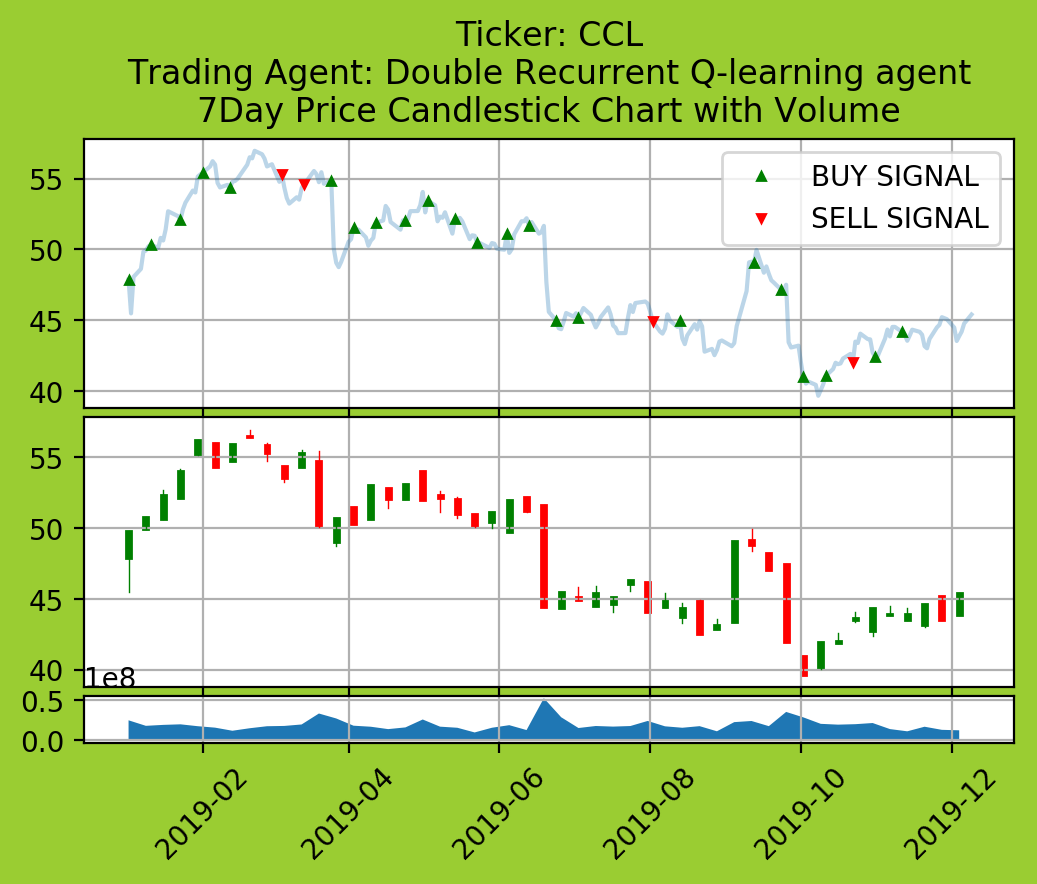 Ticker: CCL
Trading Agent: Double Recurrent Q-learning agent
7Day Price Candlestick Chart with Volume
BUY SIGNAL
SELL SIGNAL
55
50
45
40
55
50
45
40
1e8
0.5
0.0
2019-02
2019-04
2019-06
2019-08
2019-10
2019-12